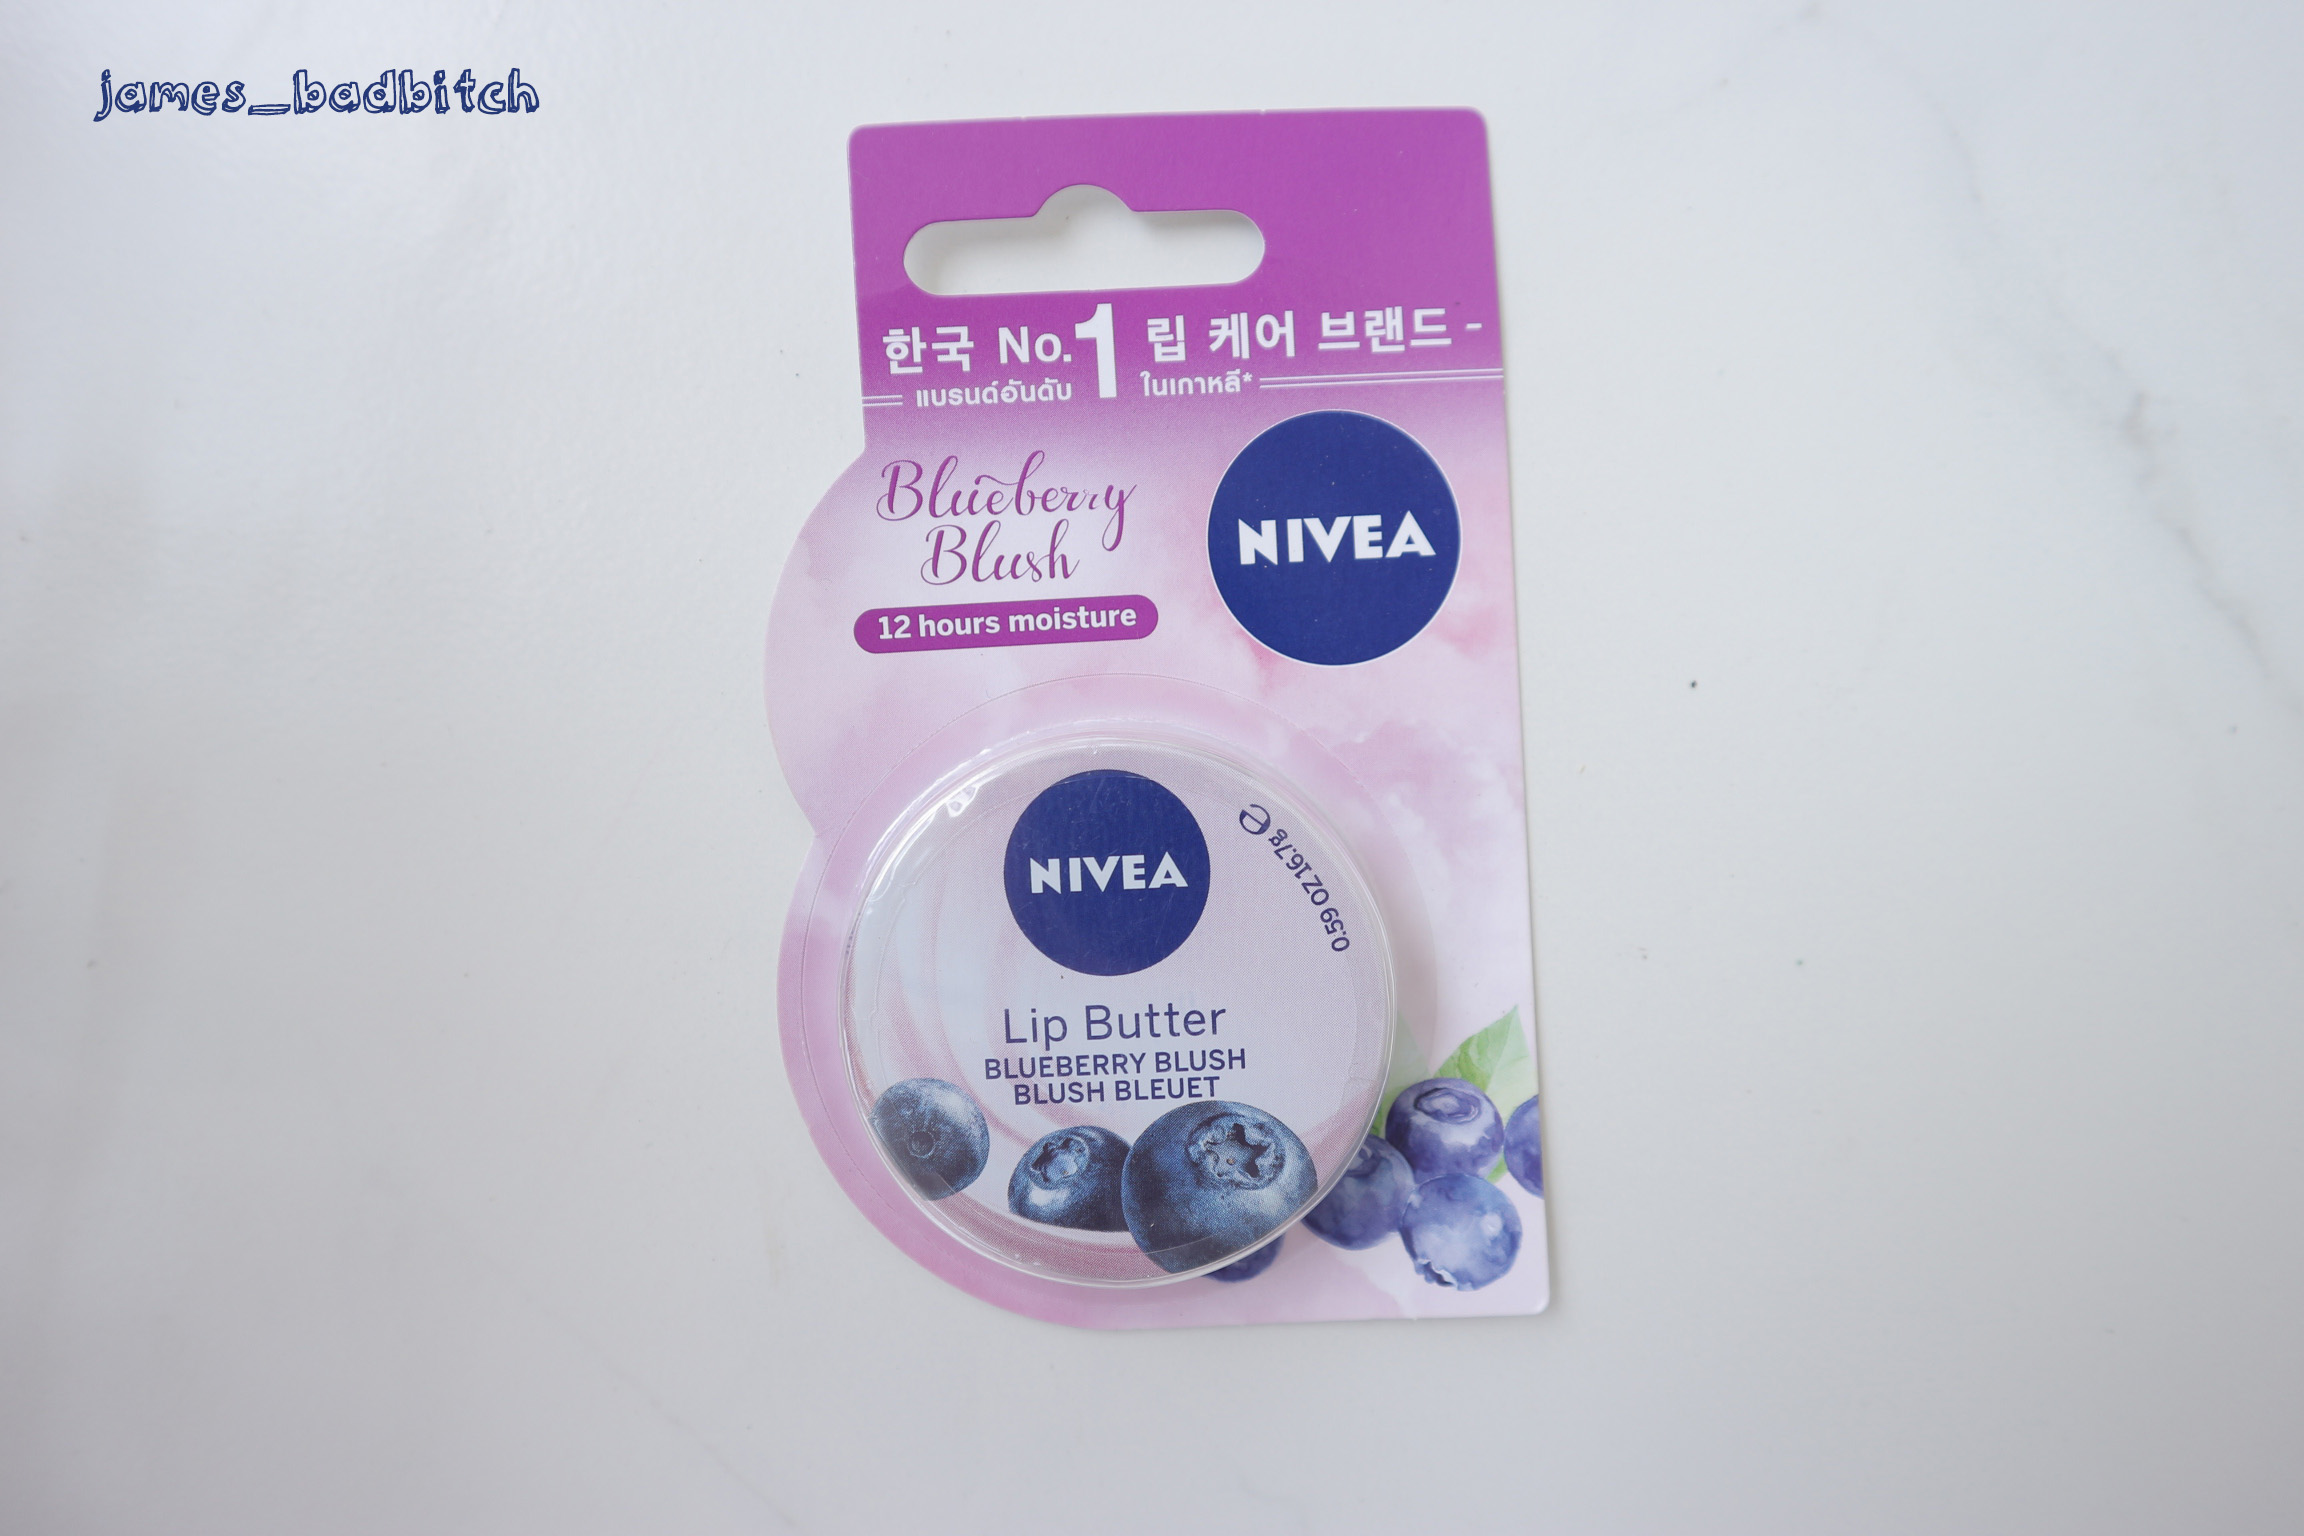 james_badbitch
한국 No.1 립 케어 브랜드 -
แบรนด์อันดับ 1 ในเกาหลี*
Blueberry
Blush
NIVEA
12 hours moisture
NIVEA
0.59 OZ 16.7g e
Lip Butter
BLUEBERRY BLUSH
BLUSH BLEUET